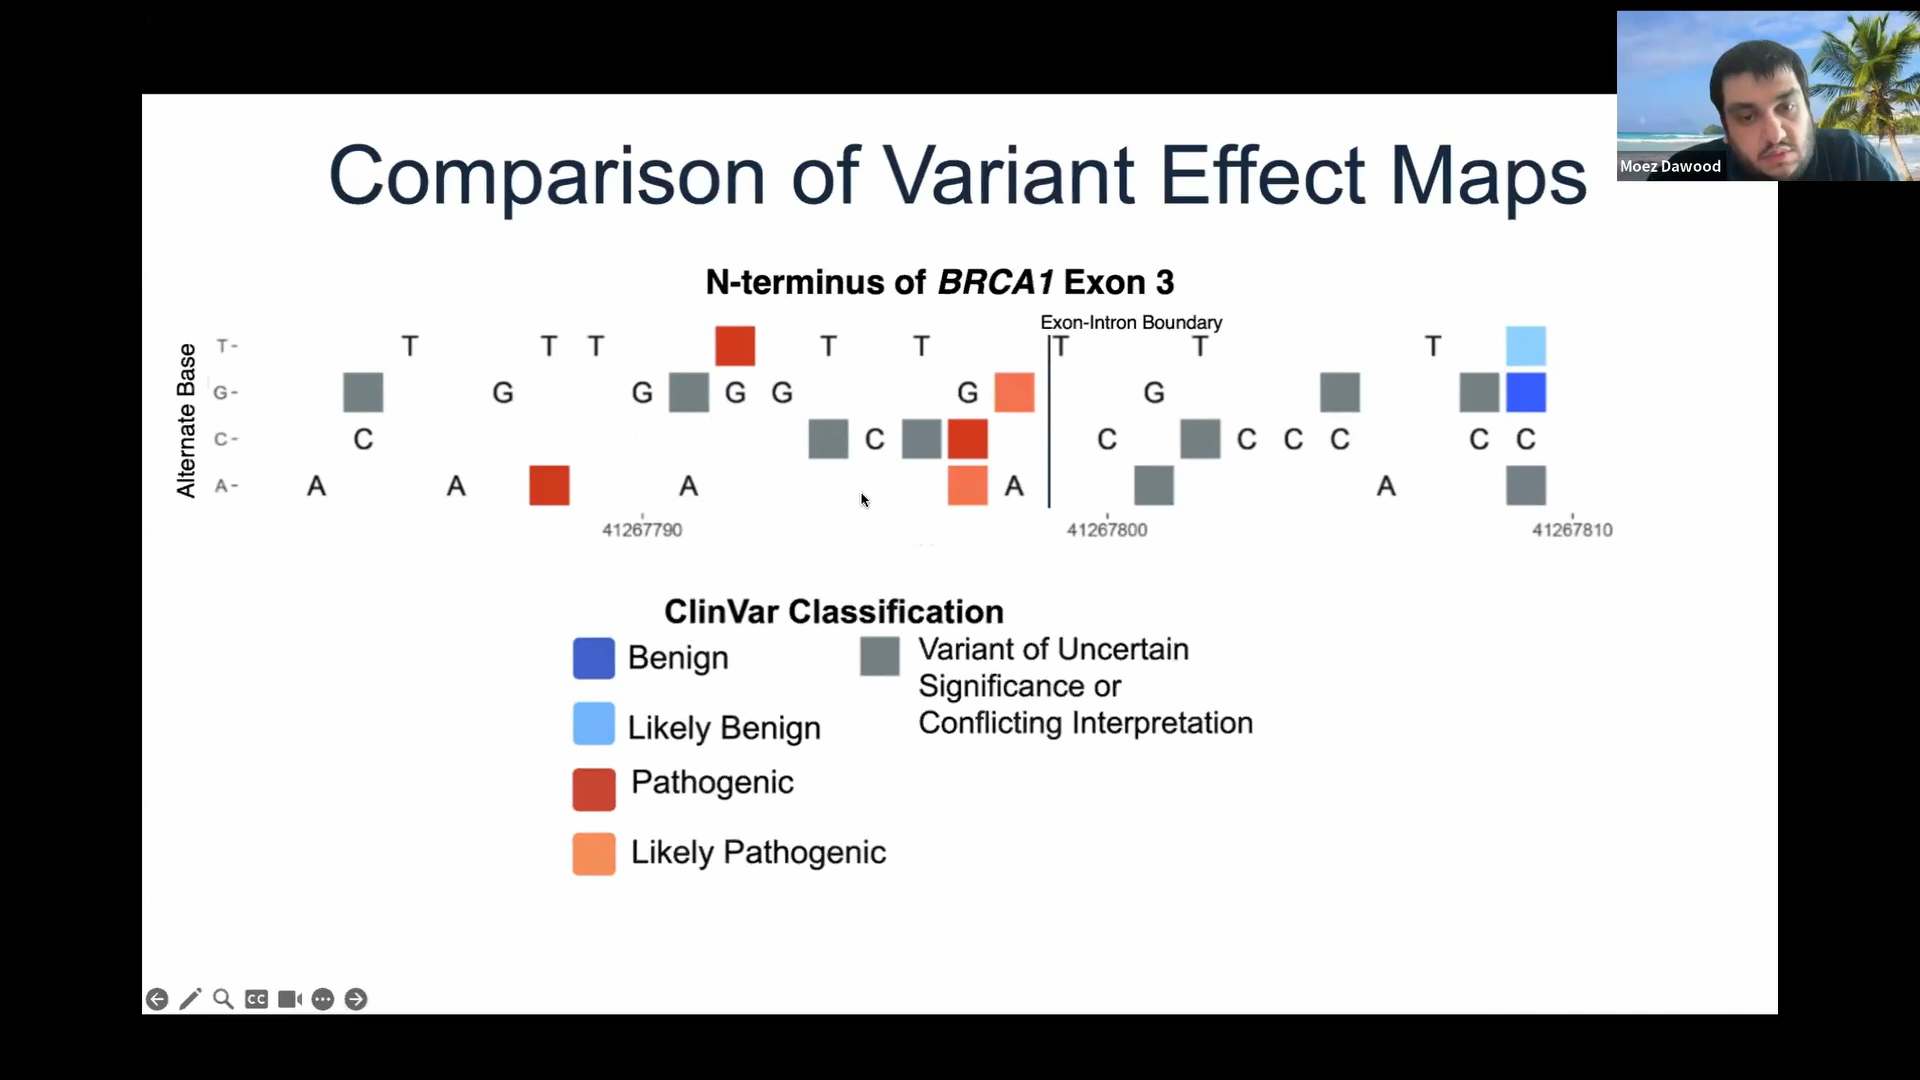 Moez Dawood
Comparison of Variant Effect Maps
N-terminus of BRCA1 Exon 3
Exon-Intron Boundary
Alternate Base
T- T T T T T T T T
G- G G G G G G
C- C C C C C C C C
A- A A A A A
41267790 41267800 41267810
ClinVar Classification
Benign
Likely Benign
Pathogenic
Likely Pathogenic
Variant of Uncertain
Significance or
Conflicting Interpretation
CC